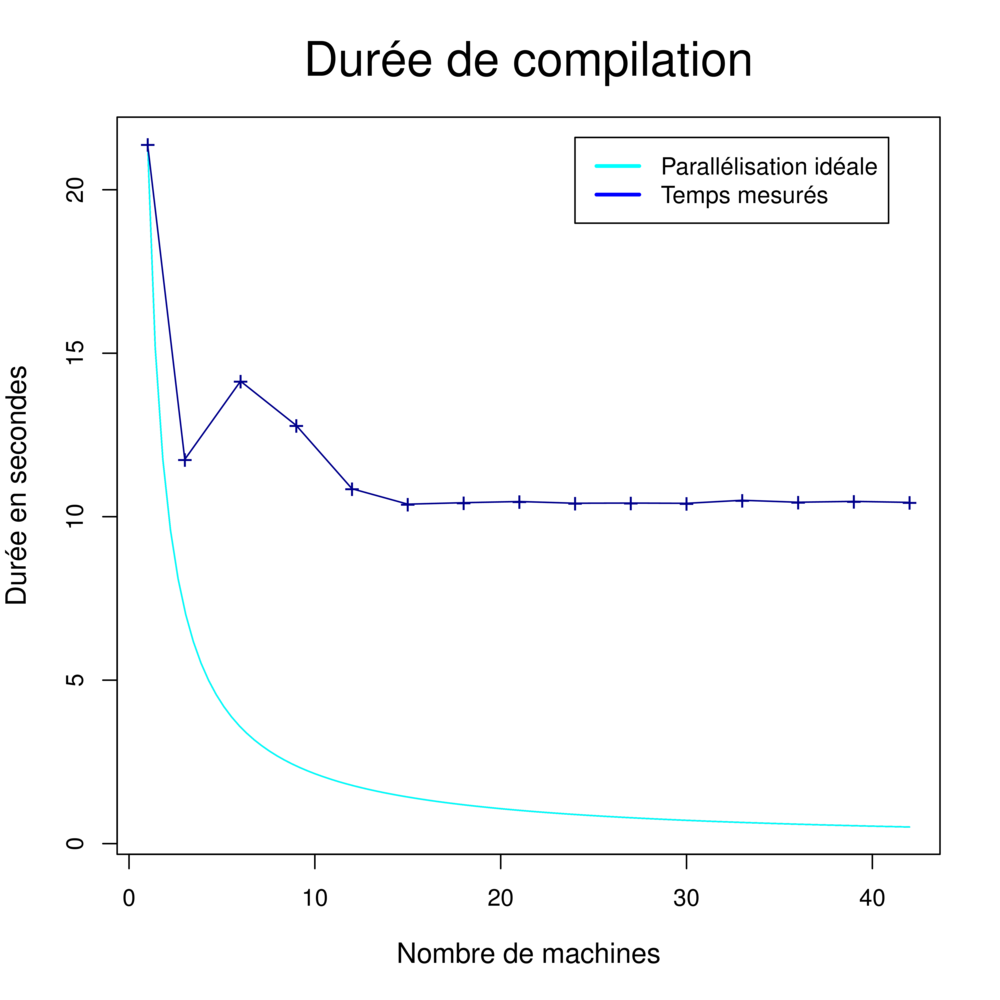 Durée de compilation
Parallélisation idéale
Temps mesurés
Durée en secondes
20
15
10
5
0
0 10 20 30 40
Nombre de machines